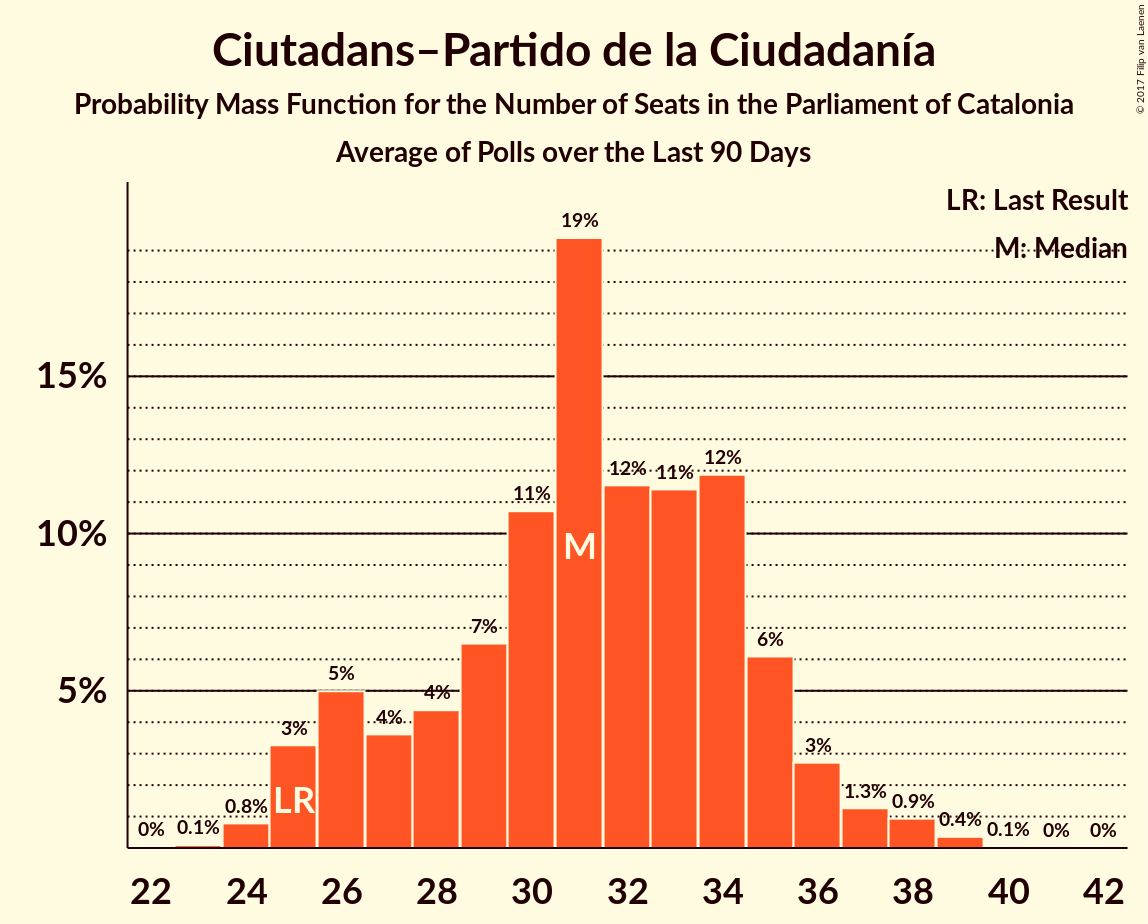 Ciutadans–Partido de la Ciudadanía
Probability Mass Function for the Number of Seats in the Parliament of Catalonia
Average of Polls over the Last 90 Days
© 2017 Filip van Laenen
LR: Last Result
M: Median
15%
10%
5%
0%
0.1%
0.8%
3%
5%
4%
4%
7%
11%
19%
12%
11%
12%
6%
3%
1.3%
0.9%
0.4%
0.1%
0%
0%
LR
M
22 24 26 28 30 32 34 36 38 40 42